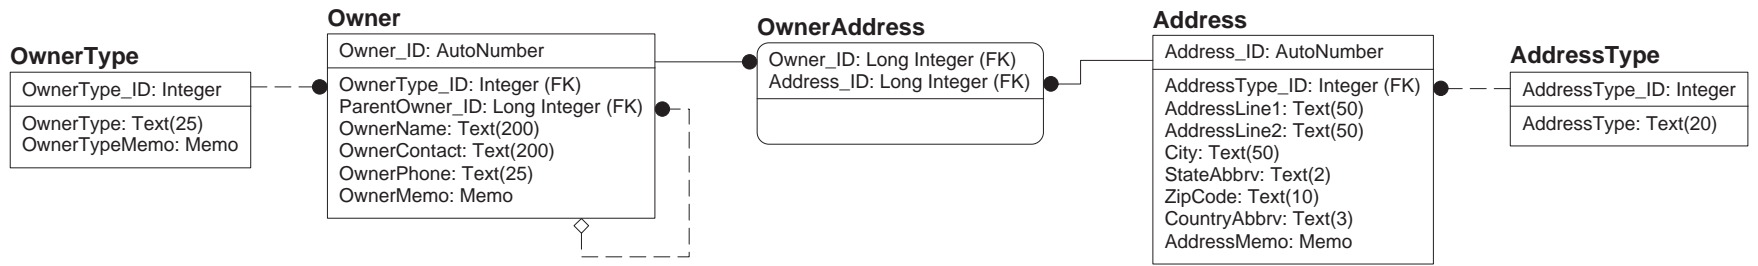 OwnerType
OwnerType_ID: Integer
OwnerType: Text(25)
OwnerTypeMemo: Memo
Owner
Owner_ID: AutoNumber
OwnerType_ID: Integer (FK)
ParentOwner_ID: Long Integer (FK)
OwnerName: Text(200)
OwnerContact: Text(200)
OwnerPhone: Text(25)
OwnerMemo: Memo
OwnerAddress
Owner_ID: Long Integer (FK)
Address_ID: Long Integer (FK)
Address
Address_ID: AutoNumber
AddressType_ID: Integer (FK)
AddressLine1: Text(50)
AddressLine2: Text(50)
City: Text(50)
StateAbbrv: Text(2)
ZipCode: Text(10)
CountryAbbrv: Text(3)
AddressMemo: Memo
AddressType
AddressType_ID: Integer
AddressType: Text(20)